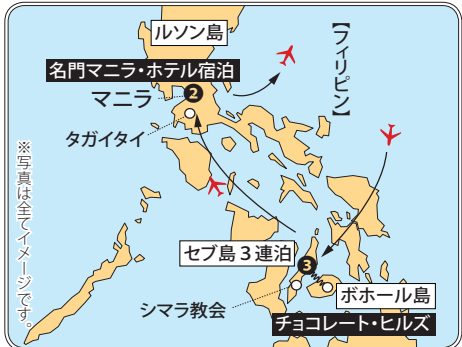 ルソン島
【フィリピン】
名門マニラ・ホテル宿泊
マニラ
2
タガイタイ
※写真は全てイメージです。
セブ島3連泊
3
シマラ教会
ボホール島
チョコレート・ヒルズ